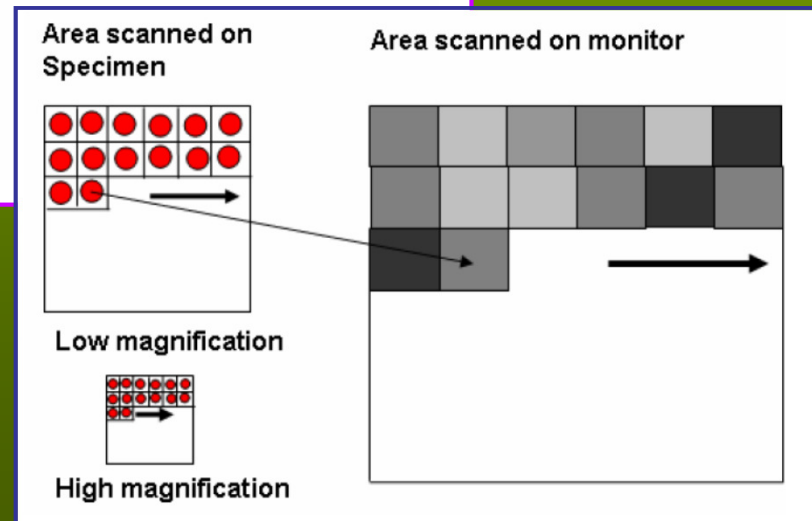 Area scanned on
Specimen
Area scanned on monitor
Low magnification
High magnification